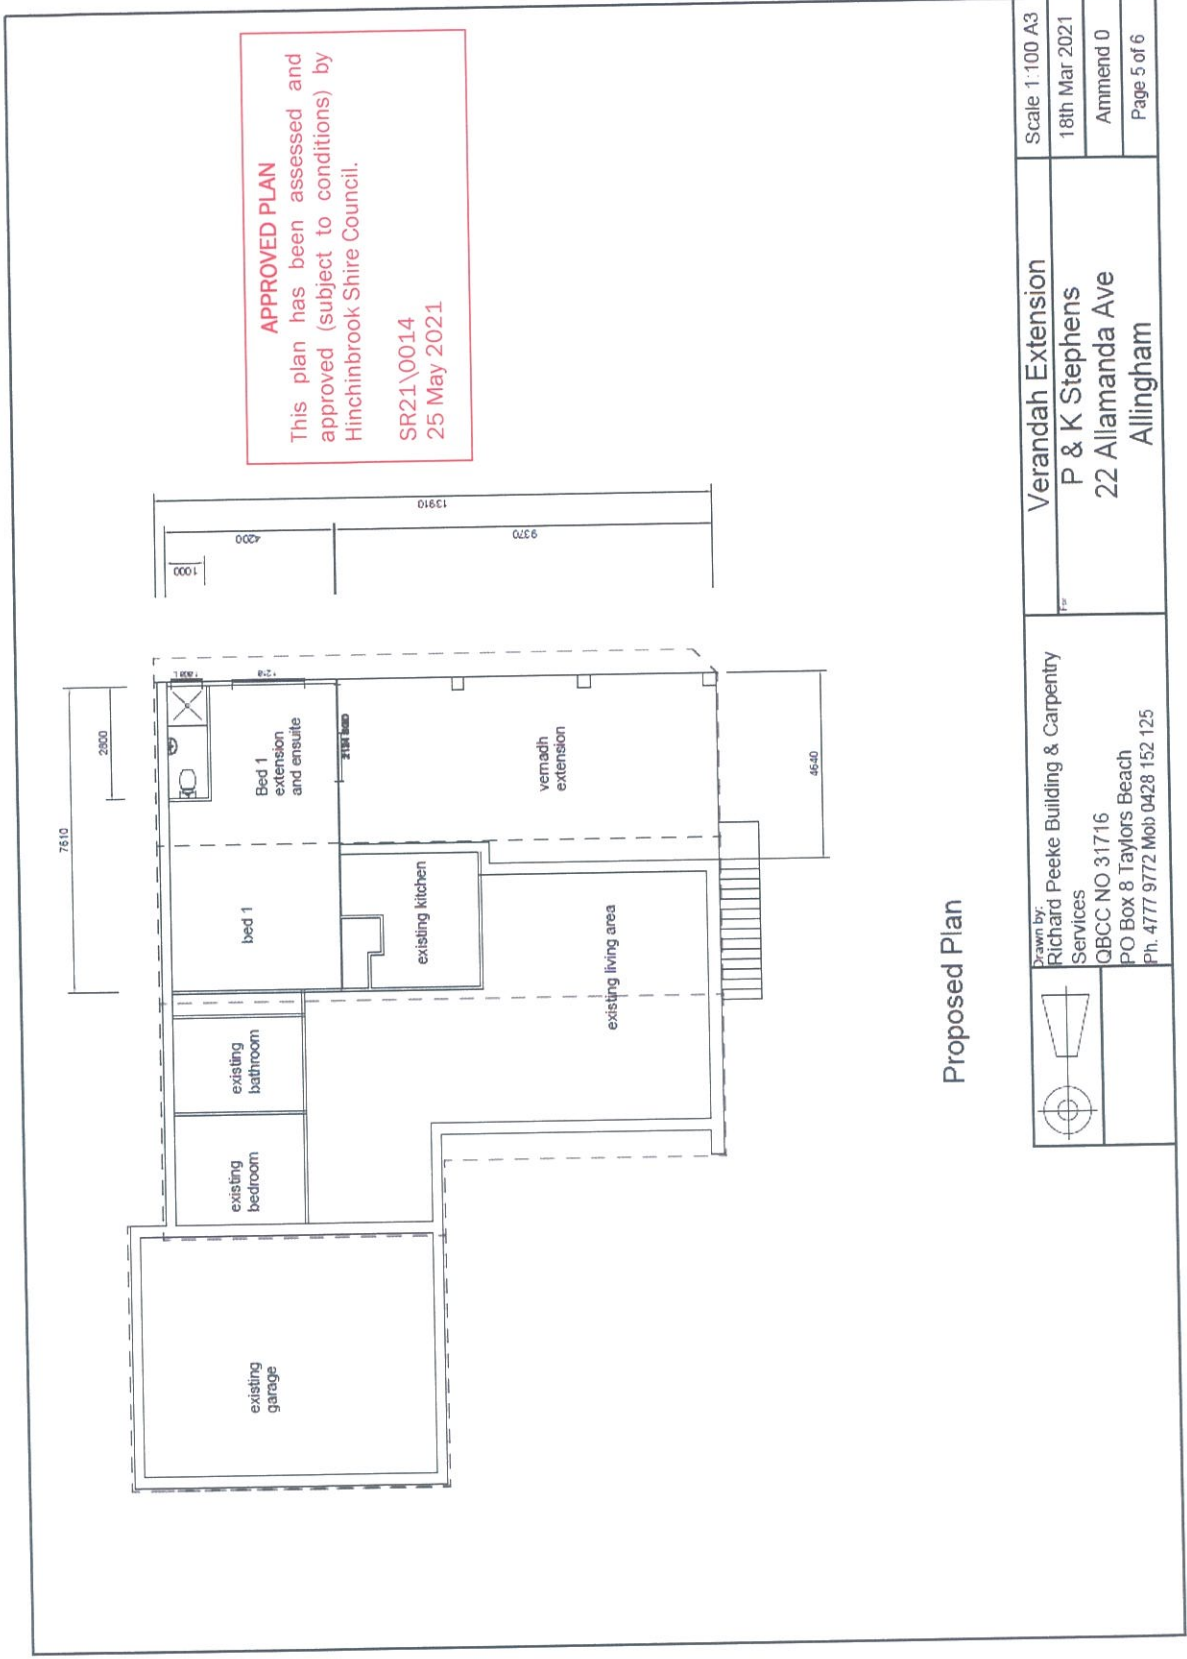 APPROVED PLAN
This plan has been assessed and
approved (subject to conditions) by
Hinchinbrook Shire Council.
SR21\0014
25 May 2021
7610
2800
1000
4200
13910
9370
4640
existing
garage
existing
bedroom
existing
bathroom
bed 1
Bed 1
extension
and ensuite
existing kitchen
existing living area
vernadh
extension
Proposed Plan
Drawn by:
Richard Peeke Building & Carpentry
Services
QBCC NO 31716
PO Box 8 Taylors Beach
Ph. 4777 9772 Mob 0428 152 125
Verandah Extension
For
P & K Stephens
22 Allamanda Ave
Allingham
Scale 1:100 A3
18th Mar 2021
Ammend 0
Page 5 of 6